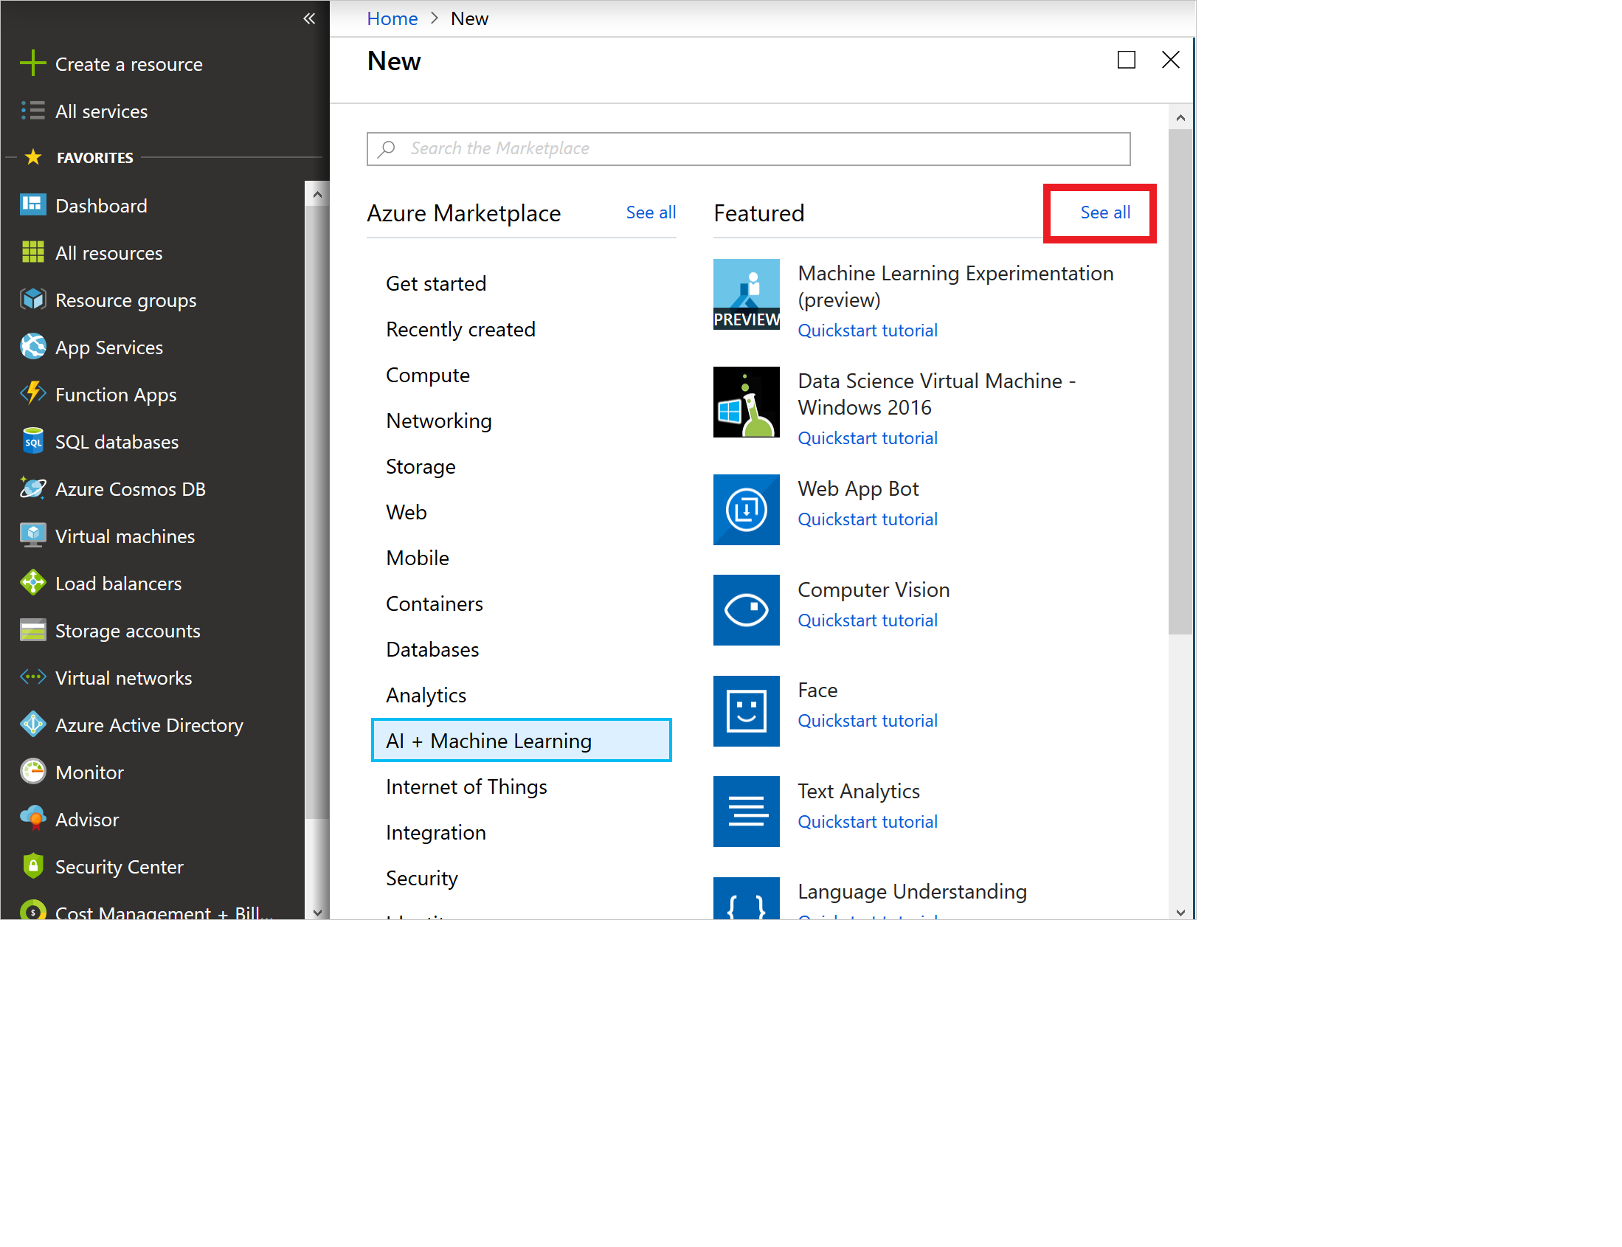 Create a resource
All services
FAVORITES
Dashboard
All resources
Resource groups
App Services
Function Apps
SQL
SQL databases
Azure Cosmos DB
Virtual machines
Load balancers
Storage accounts
Virtual networks
Azure Active Directory
Monitor
Advisor
Security Center
Cost Management + Bill...
Home > New
New
Search the Marketplace
Azure Marketplace See all
Get started
Recently created
Compute
Networking
Storage
Web
Mobile
Containers
Databases
Analytics
AI + Machine Learning
Internet of Things
Integration
Security
Featured See all
PREVIEW
Machine Learning Experimentation
(preview)
Quickstart tutorial
Data Science Virtual Machine -
Windows 2016
Quickstart tutorial
Web App Bot
Quickstart tutorial
Computer Vision
Quickstart tutorial
Face
Quickstart tutorial
Text Analytics
Quickstart tutorial
Language Understanding